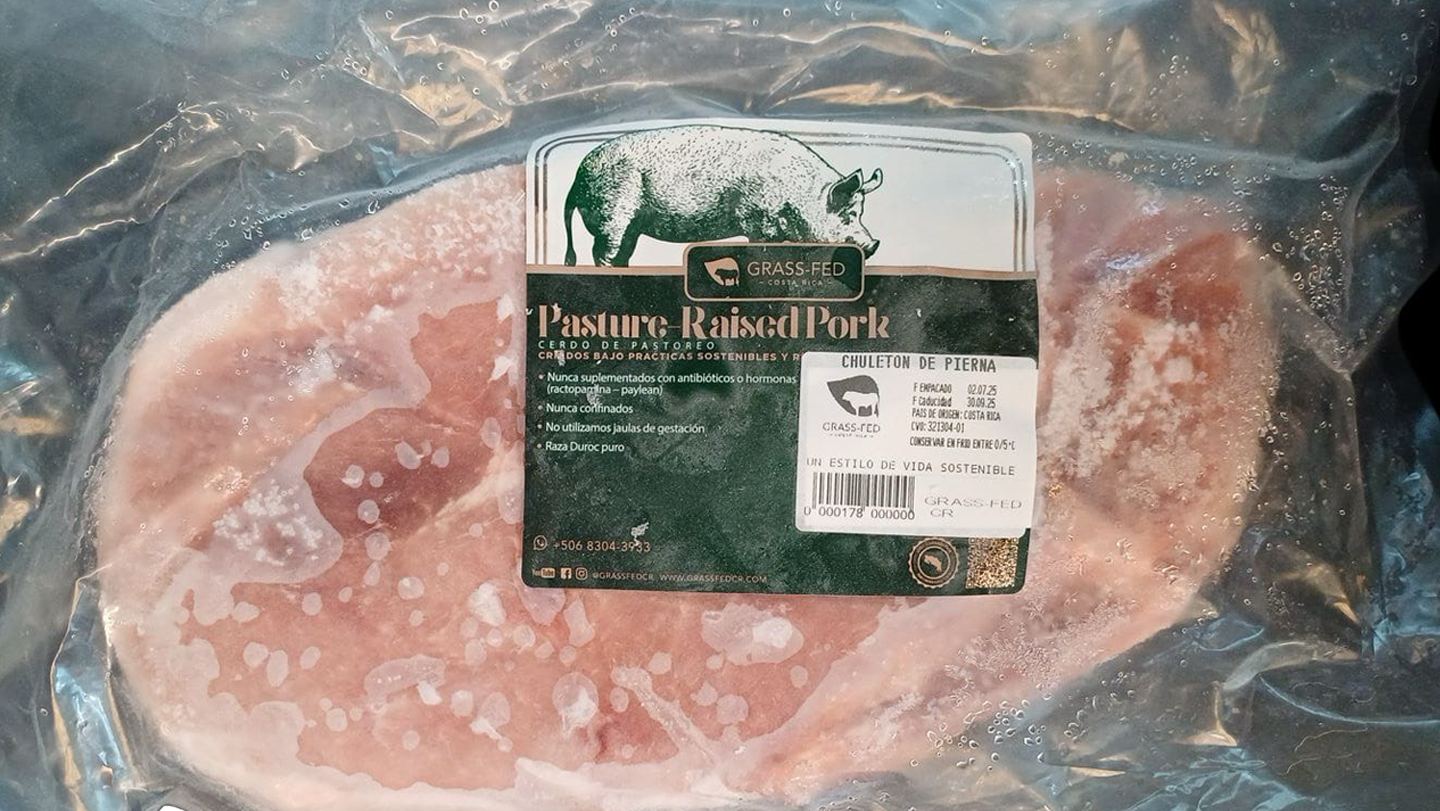 GRASS-FED
COSTA RICA
Pasture-Raised Pork
CERDO DE PASTOREO
CRIADOS BAJO PRÁCTICAS SOSTENIBLES Y
• Nunca suplementados con antibióticos o hormonas
(ractopamina – paylean)
• Nunca confinados
• No utilizamos jaulas de gestación
• Raza Duroc puro
CHULETON DE PIERNA
F EMPACADO 02.07.25
F Caducidad 30.09.25
PAIS DE ORIGEN: COSTA RICA
CVO: 321304-01
CONSERVAR EN FRIO ENTRE 0/5°C
GRASS-FED
UN ESTILO DE VIDA SOSTENIBLE
0 000178 000000
GRASS-FED
CR
+506 8304-3933
YouTube @GRASSFEDCR WWW.GRASSFEDCR.COM